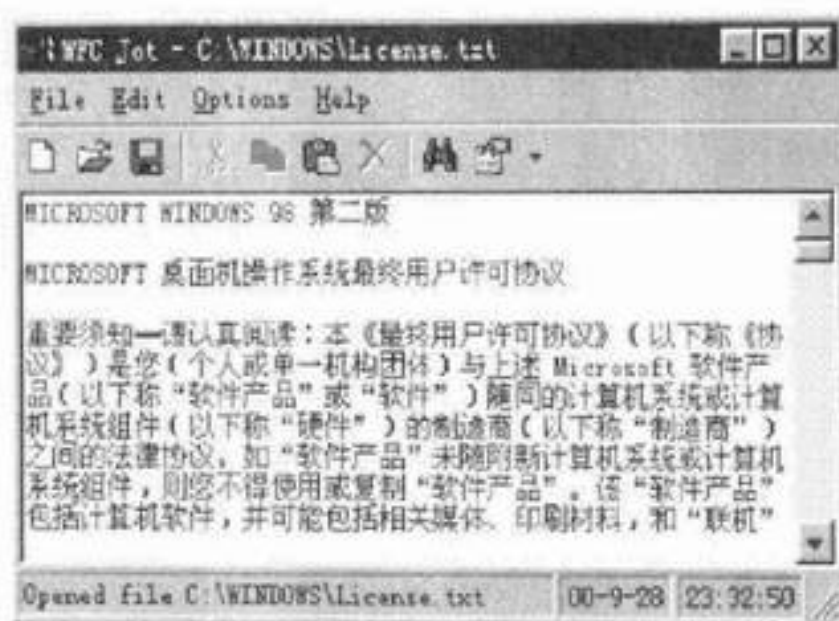 WFC Jot - C:\WINDOWS\License.txt
File Edit Options Help
MICROSOFT WINDOWS 98 第二版
MICROSOFT 桌面机操作系统最终用户许可协议
重要须知—请认真阅读：本《最终用户许可协议》（以下称《协
议》）是您（个人或单一机构团体）与上述 Microsoft 软件产
品（以下称“软件产品”或“软件”）随同的计算机系统或计算
机系统组件（以下称“硬件”）的制造商（以下称“制造商”）
之间的法律协议。如“软件产品”未随附新计算机系统或计算机
系统组件，则您不得使用或复制“软件产品”。该“软件产品”
包括计算机软件，并可能包括相关媒体、印刷材料，和“联机”
Opened file C:\WINDOWS\License.txt 00-9-28 23:32:50